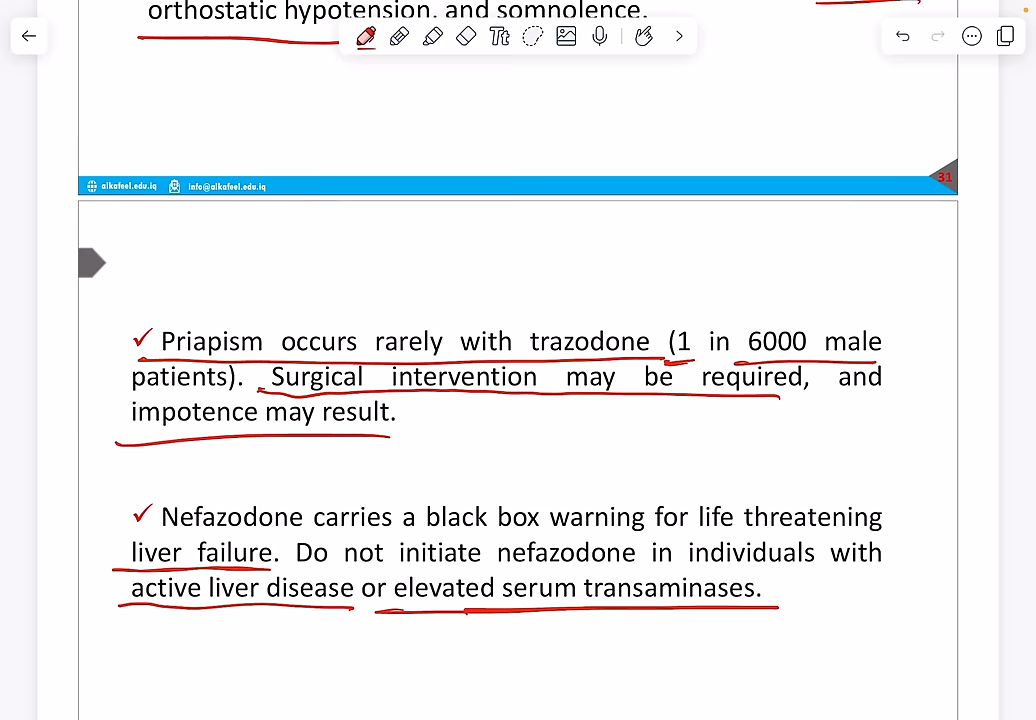 orthostatic hypotension, and somnolence.
Tt
alkafeel.edu.iq info@alkafeel.edu.iq
31
✓ Priapism occurs rarely with trazodone (1 in 6000 male
patients). Surgical intervention may be required, and
impotence may result.
✓ Nefazodone carries a black box warning for life threatening
liver failure. Do not initiate nefazodone in individuals with
active liver disease or elevated serum transaminases.